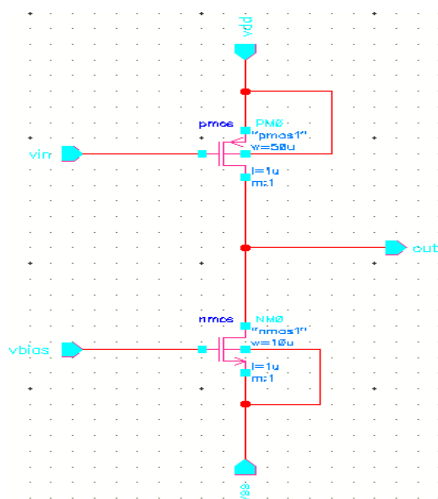 vdd
pmos PM0
"pmos1"
w=50u
vin
l=1u
m:1
out
nmos NM0
"nmos1"
w=10u
vbias
l=1u
m:1